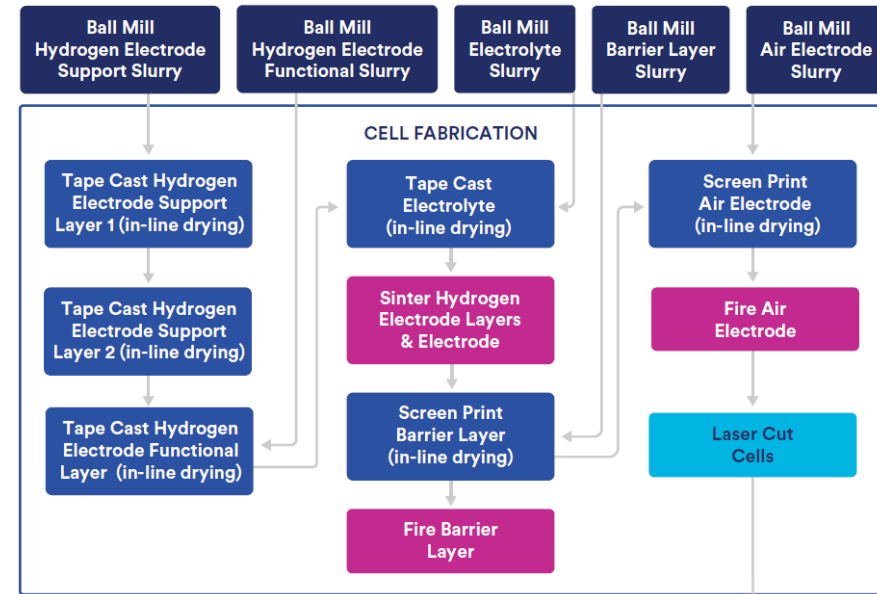 Ball Mill
Hydrogen Electrode
Support Slurry
Ball Mill
Hydrogen Electrode
Functional Slurry
Ball Mill
Electrolyte
Slurry
Ball Mill
Barrier Layer
Slurry
Ball Mill
Air Electrode
Slurry
CELL FABRICATION
Tape Cast Hydrogen
Electrode Support
Layer 1 (in-line drying)
Tape Cast Hydrogen
Electrode Support
Layer 2 (in-line drying)
Tape Cast Hydrogen
Electrode Functional
Layer (in-line drying)
Tape Cast
Electrolyte
(in-line drying)
Sinter Hydrogen
Electrode Layers
& Electrode
Screen Print
Barrier Layer
(in-line drying)
Fire Barrier
Layer
Screen Print
Air Electrode
(in-line drying)
Fire Air
Electrode
Laser Cut
Cells